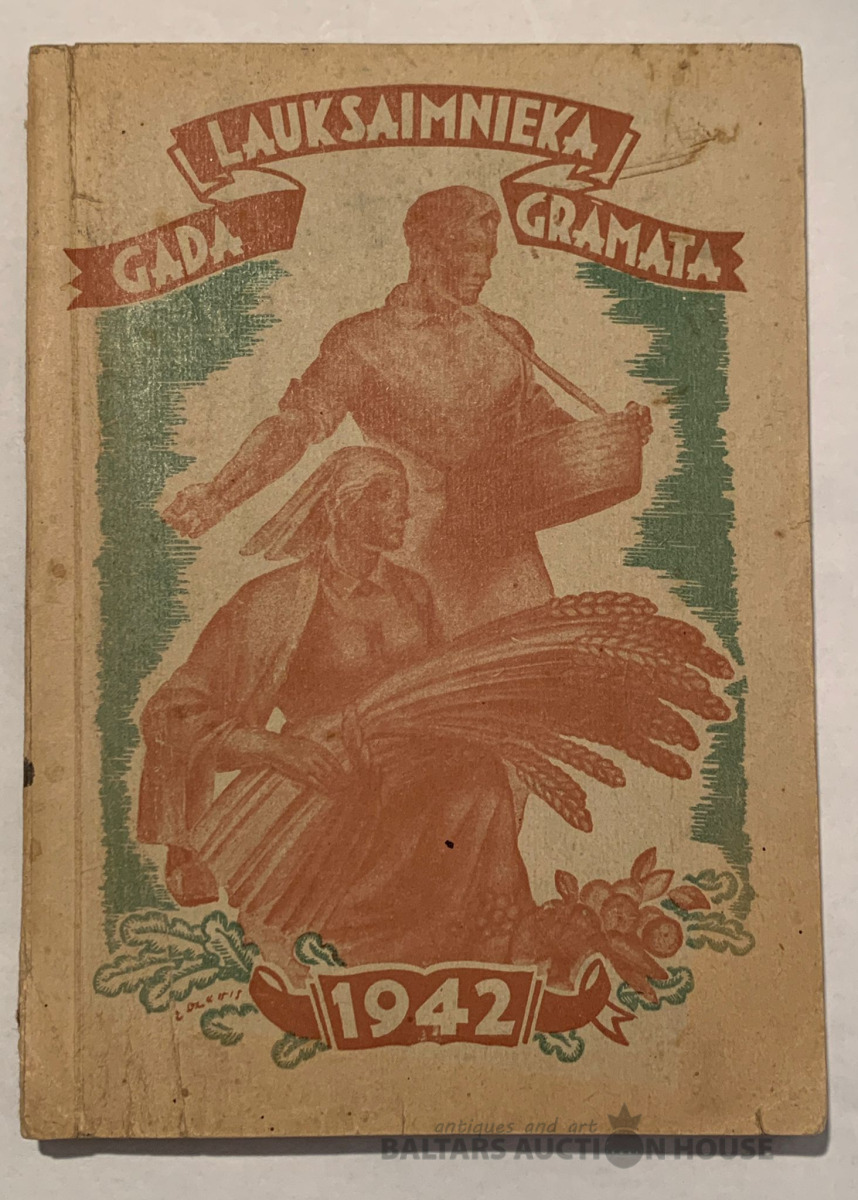 LAUKSAIMNIEKA
GADA GRĀMATA
1942
antiques and art
BALTARS AUCTION HOUSE